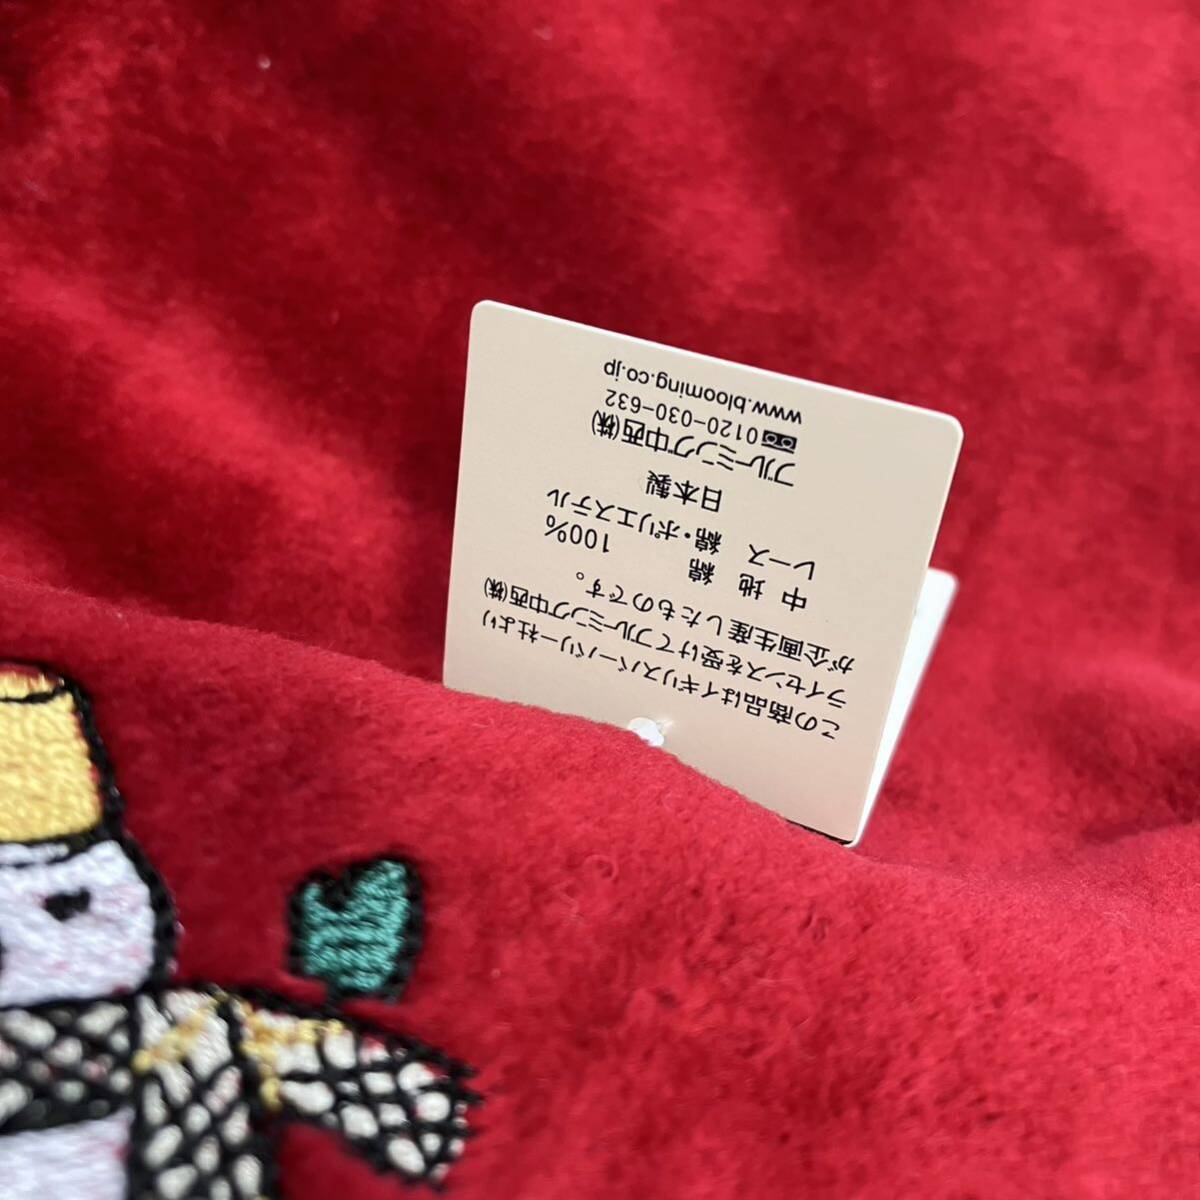 この商品はイギリスバーバリー社より
ライセンスを受けてブルーミング中西(株)
が企画生産したものです。
中 地 綿 100%
レース 綿・ポリエステル
日本製
ブルーミング中西(株)
0120-030-632
www.blooming.co.jp